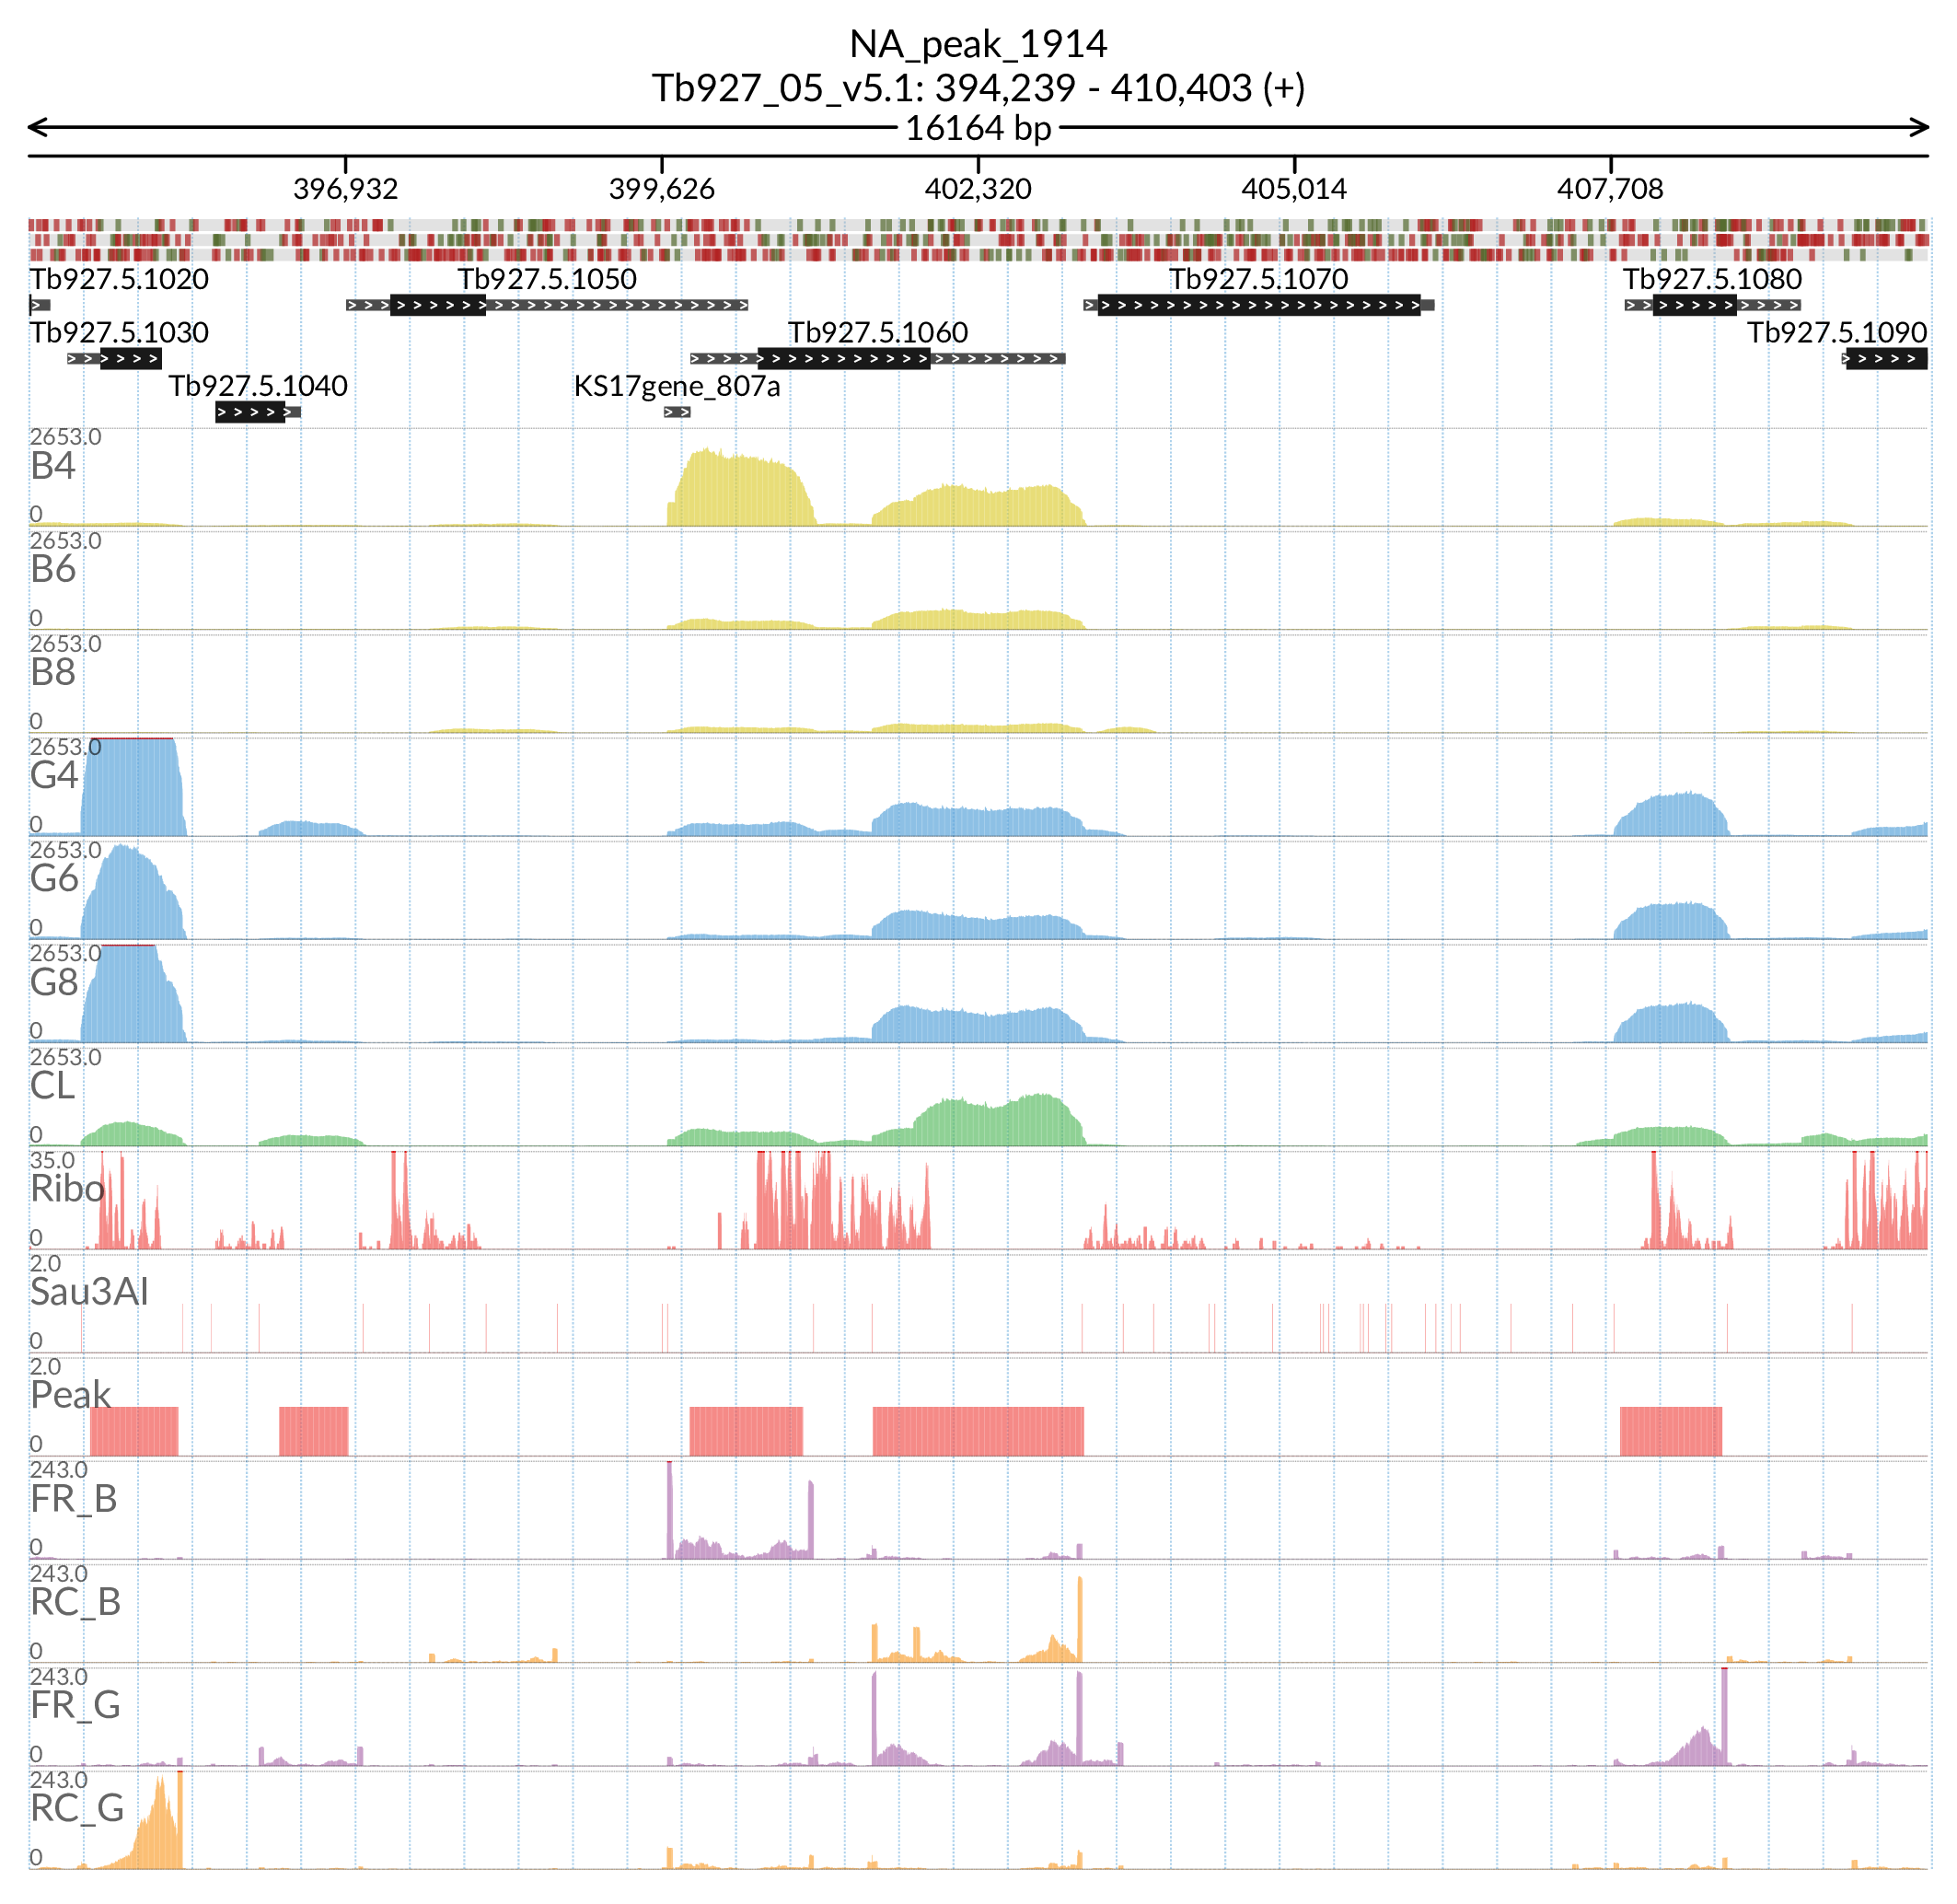 NA_peak_1914
Tb927_05_v5.1: 394,239 - 410,403 (+)
16164 bp
396,932 399,626 402,320 405,014 407,708
Tb927.5.1020 Tb927.5.1050 Tb927.5.1070 Tb927.5.1080
Tb927.5.1030 Tb927.5.1060 Tb927.5.1090
Tb927.5.1040 KS17gene_807a
2653.0
B4
0
2653.0
B6
0
2653.0
B8
0
2653.0
G4
0
2653.0
G6
0
2653.0
G8
0
2653.0
CL
0
35.0
Ribo
0
2.0
Sau3AI
0
2.0
Peak
0
243.0
FR_B
0
243.0
RC_B
0
243.0
FR_G
0
243.0
RC_G
0